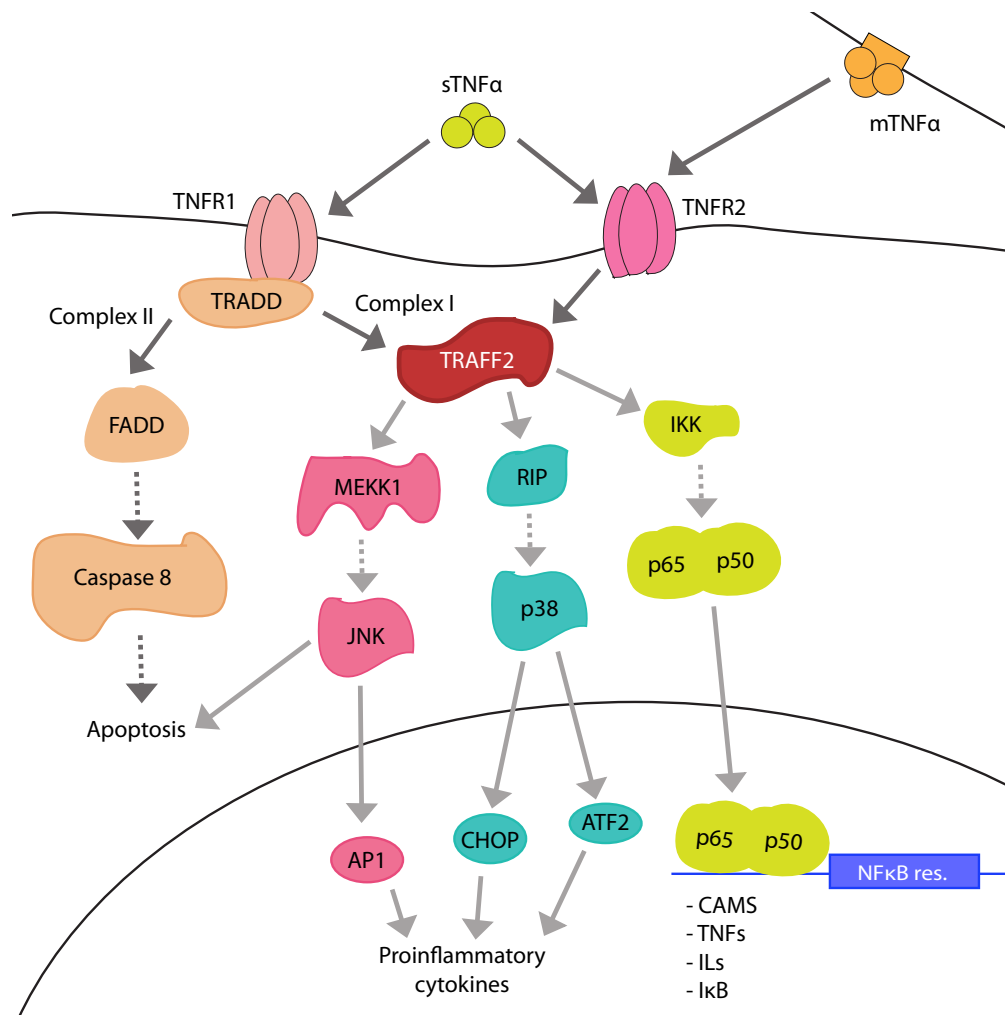 sTNFα
mTNFα
TNFR1
TNFR2
TRADD
Complex II
Complex I
TRAFF2
FADD
IKK
MEKK1
RIP
p65 p50
Caspase 8
p38
JNK
Apoptosis
ATF2
CHOP
AP1
p65 p50
NFκB res.
- CAMS
- TNFs
- ILs
- IκB
Proinflammatory
cytokines